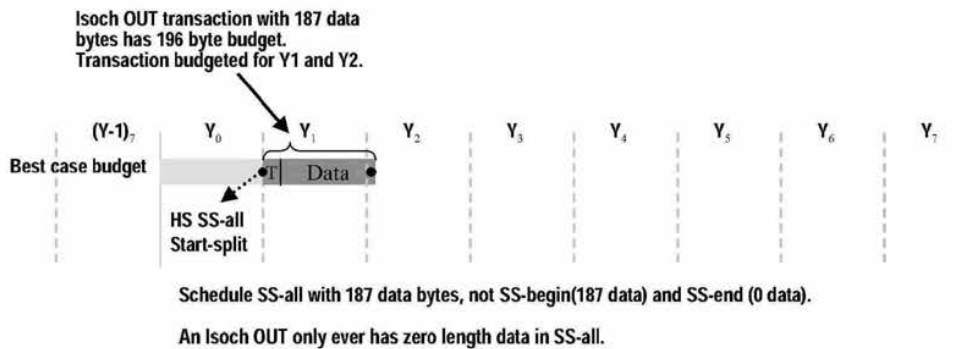 Isoch OUT transaction with 187 data
bytes has 196 byte budget.
Transaction budgeted for Y1 and Y2.
(Y-1)₇ Y₀ Y₁ Y₂ Y₃ Y₄ Y₅ Y₆ Y₇
Best case budget T Data
HS SS-all
Start-split
Schedule SS-all with 187 data bytes, not SS-begin(187 data) and SS-end (0 data).
An Isoch OUT only ever has zero length data in SS-all.